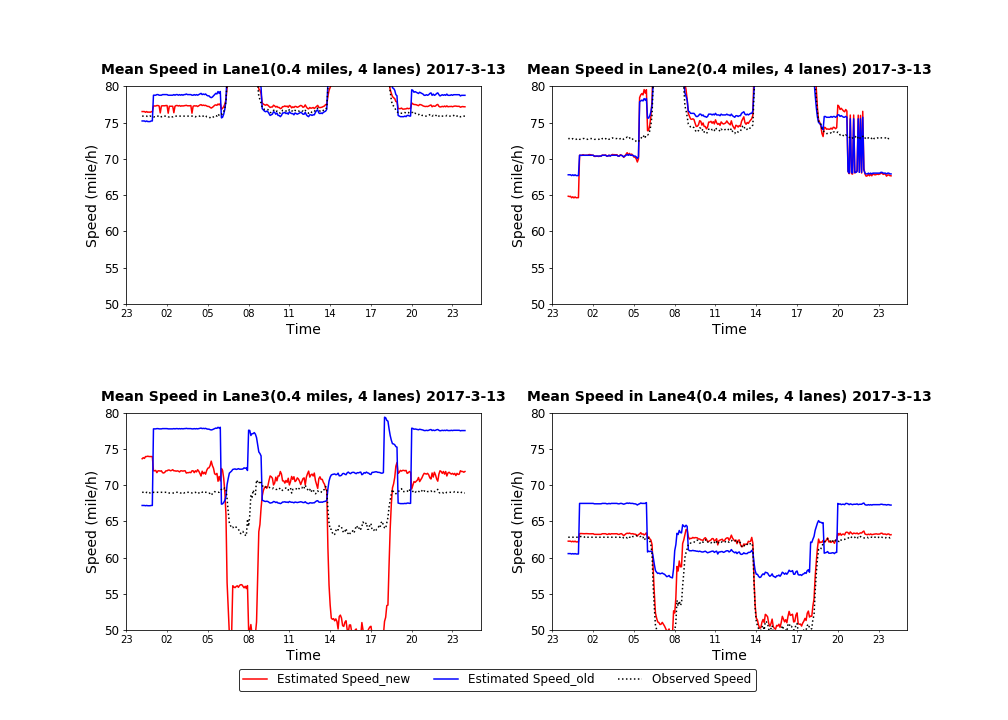 Mean Speed in Lane1(0.4 miles, 4 lanes) 2017-3-13
80
75
70
65
60
55
50
Speed (mile/h)
23 02 05 08 11 14 17 20 23
Time
Mean Speed in Lane2(0.4 miles, 4 lanes) 2017-3-13
80
75
70
65
60
55
50
Speed (mile/h)
23 02 05 08 11 14 17 20 23
Time
Mean Speed in Lane3(0.4 miles, 4 lanes) 2017-3-13
80
75
70
65
60
55
50
Speed (mile/h)
23 02 05 08 11 14 17 20 23
Time
Mean Speed in Lane4(0.4 miles, 4 lanes) 2017-3-13
80
75
70
65
60
55
50
Speed (mile/h)
23 02 05 08 11 14 17 20 23
Time
Estimated Speed_new Estimated Speed_old Observed Speed